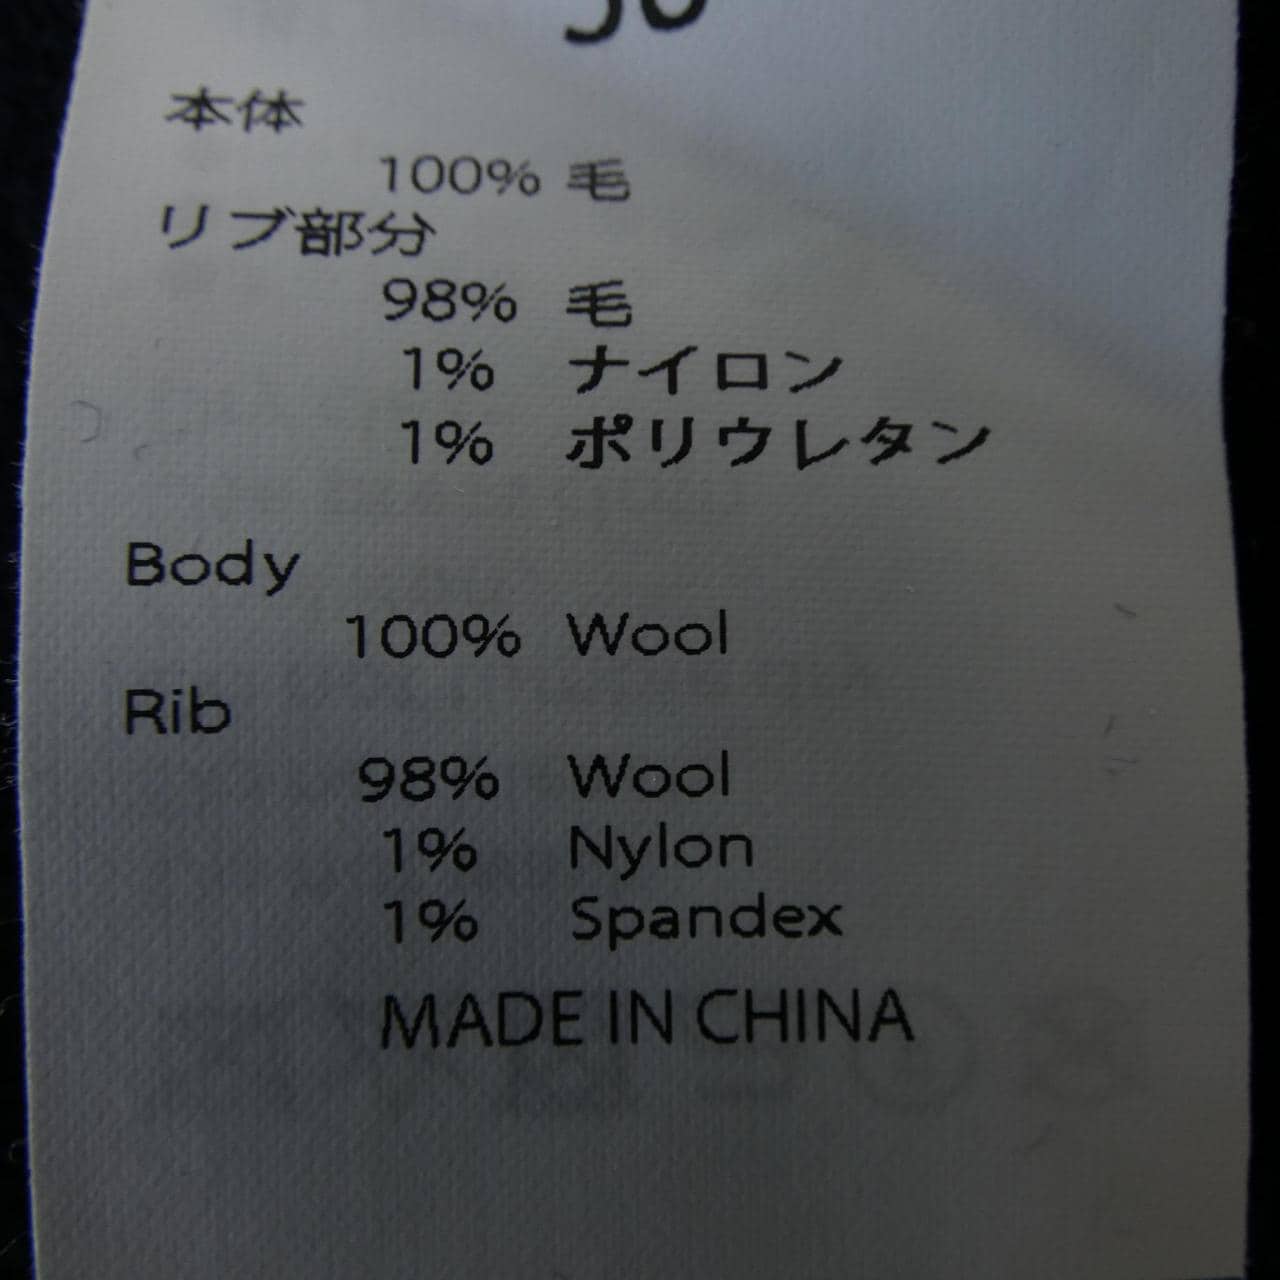 本体
100% 毛
リブ部分
98% 毛
1% ナイロン
1% ポリウレタン
Body
100% Wool
Rib
98% Wool
1% Nylon
1% Spandex
MADE IN CHINA